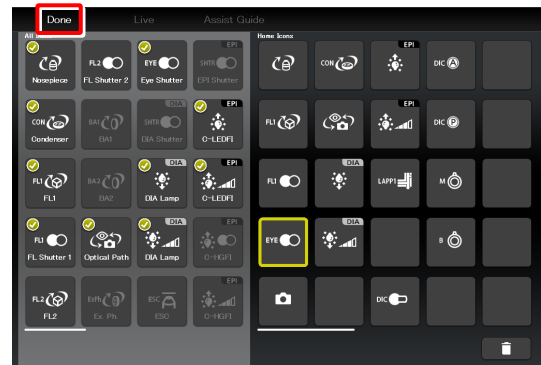 Done Live Assist Guide
Home Icons
EPI EPI
Nosepiece FL2 FL Shutter 2 EYE Eye Shutter SHTR EPI Shutter CON DIC A
DIA EPI EPI
CON Condenser BA1 BA1 SHTR DIA Shutter O-LEDFI FL1 DIC P
DIA EPI DIA
FL1 FL1 BA2 BA2 DIA Lamp O-LEDFI FL1 LAPP1 M
DIA EPI DIA
FL1 FL Shutter 1 Optical Path DIA Lamp O-HGFI EYE B
EPI
FL2 FL2 ExPh Ex. Ph. ESC ESC O-HGFI DIC